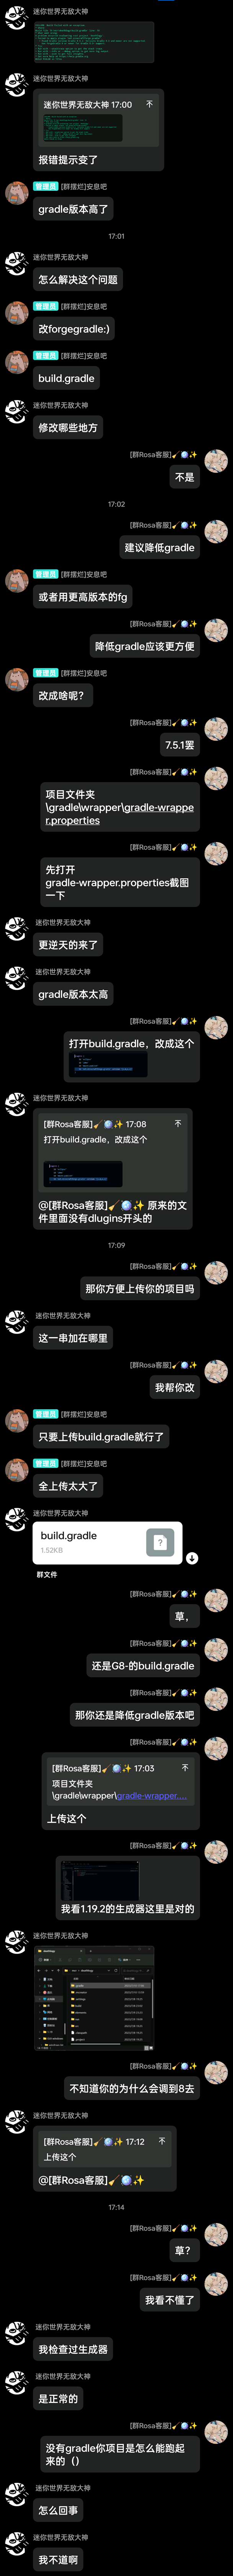 迷你世界无敌大神
迷你世界无敌大神
迷你世界无敌大神 17:00
报错提示变了
管理员 [群摆烂]安息吧
gradle版本高了
17:01
迷你世界无敌大神
怎么解决这个问题
管理员 [群摆烂]安息吧
改forgegradle:)
管理员 [群摆烂]安息吧
build.gradle
迷你世界无敌大神
修改哪些地方
[群Rosa客服]🧹🪩✨
不是
17:02
[群Rosa客服]🧹🪩✨
建议降低gradle
管理员 [群摆烂]安息吧
或者用更高版本的fg
[群Rosa客服]🧹🪩✨
降低gradle应该更方便
管理员 [群摆烂]安息吧
改成啥呢？
[群Rosa客服]🧹🪩✨
7.5.1罢
[群Rosa客服]🧹🪩✨
项目文件夹
\gradle\wrapper\gradle-wrappe
r.properties
[群Rosa客服]🧹🪩✨
先打开
gradle-wrapper.properties截图
一下
迷你世界无敌大神
更逆天的来了
迷你世界无敌大神
gradle版本太高
[群Rosa客服]🧹🪩✨
打开build.gradle，改成这个
迷你世界无敌大神
[群Rosa客服]🧹🪩✨ 17:08
打开build.gradle，改成这个
@[群Rosa客服]🧹🪩✨ 原来的文
件里面没有dlugins开头的
17:09
[群Rosa客服]🧹🪩✨
那你方便上传你的项目吗
迷你世界无敌大神
这一串加在哪里
[群Rosa客服]🧹🪩✨
我帮你改
管理员 [群摆烂]安息吧
只要上传build.gradle就行了
管理员 [群摆烂]安息吧
全上传太大了
迷你世界无敌大神
build.gradle
1.52KB
群文件
[群Rosa客服]🧹🪩✨
草，
[群Rosa客服]🧹🪩✨
还是G8-的build.gradle
[群Rosa客服]🧹🪩✨
那你还是降低gradle版本吧
[群Rosa客服]🧹🪩✨
[群Rosa客服]🧹🪩✨ 17:03
项目文件夹
\gradle\wrapper\gradle-wrapper.…
上传这个
[群Rosa客服]🧹🪩✨
我看1.19.2的生成器这里是对的
迷你世界无敌大神
[群Rosa客服]🧹🪩✨
不知道你的为什么会调到8去
迷你世界无敌大神
[群Rosa客服]🧹🪩✨ 17:12
上传这个
@[群Rosa客服]🧹🪩✨
17:14
[群Rosa客服]🧹🪩✨
草？
[群Rosa客服]🧹🪩✨
我看不懂了
迷你世界无敌大神
我检查过生成器
迷你世界无敌大神
是正常的
[群Rosa客服]🧹🪩✨
没有gradle你项目是怎么能跑起
来的（）
迷你世界无敌大神
怎么回事
迷你世界无敌大神
我不道啊